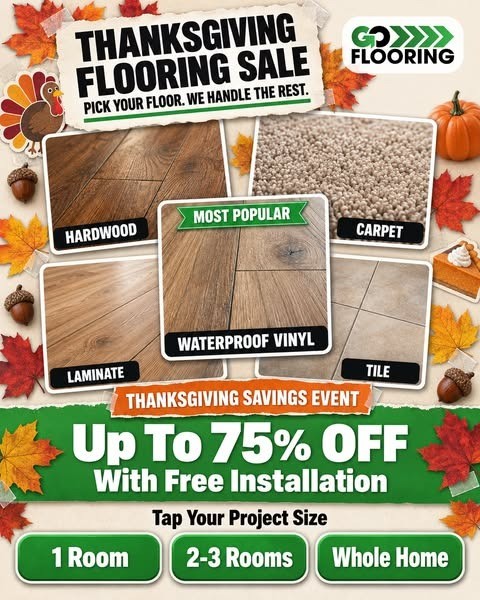 THANKSGIVING
FLOORING SALE
PICK YOUR FLOOR. WE HANDLE THE REST.
GO
FLOORING
HARDWOOD
MOST POPULAR
CARPET
LAMINATE
WATERPROOF VINYL
TILE
THANKSGIVING SAVINGS EVENT
Up To 75% OFF
With Free Installation
Tap Your Project Size
1 Room
2-3 Rooms
Whole Home